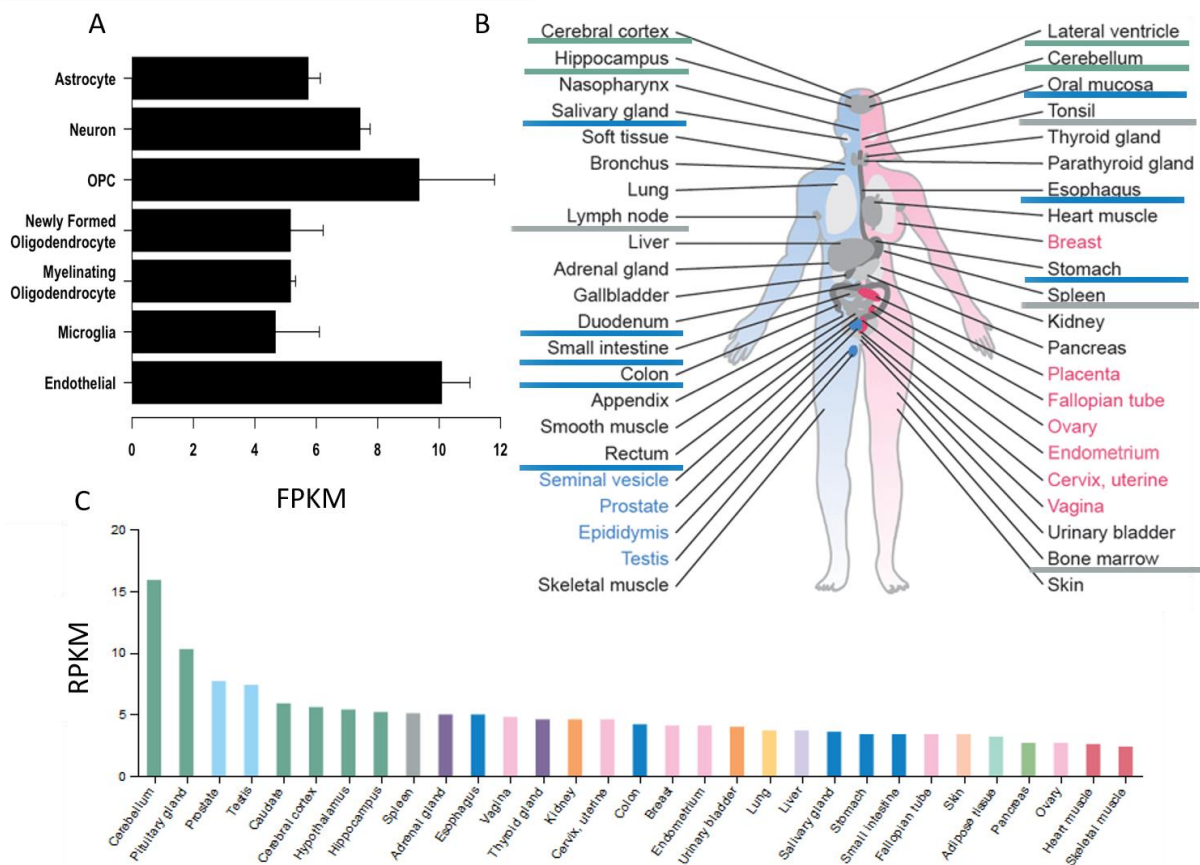 A
Astrocyte
Neuron
OPC
Newly Formed
Oligodendrocyte
Myelinating
Oligodendrocyte
Microglia
Endothelial
0 2 4 6 8 10 12
FPKM
B
Cerebral cortex
Hippocampus
Nasopharynx
Salivary gland
Soft tissue
Bronchus
Lung
Lymph node
Liver
Adrenal gland
Gallbladder
Duodenum
Small intestine
Colon
Appendix
Smooth muscle
Rectum
Seminal vesicle
Prostate
Epididymis
Testis
Skeletal muscle
Lateral ventricle
Cerebellum
Oral mucosa
Tonsil
Thyroid gland
Parathyroid gland
Esophagus
Heart muscle
Breast
Stomach
Spleen
Kidney
Pancreas
Placenta
Fallopian tube
Ovary
Endometrium
Cervix, uterine
Vagina
Urinary bladder
Bone marrow
Skin
C
RPKM
20
15
10
5
0
Cerebellum
Pituitary gland
Prostate
Testis
Caudate
Cerebral cortex
Hypothalamus
Hippocampus
Spleen
Adrenal gland
Esophagus
Vagina
Thyroid gland
Kidney
Cervix, uterine
Colon
Breast
Endometrium
Urinary bladder
Lung
Liver
Salivary gland
Stomach
Small intestine
Fallopian tube
Skin
Adipose tissue
Pancreas
Ovary
Heart muscle
Skeletal muscle